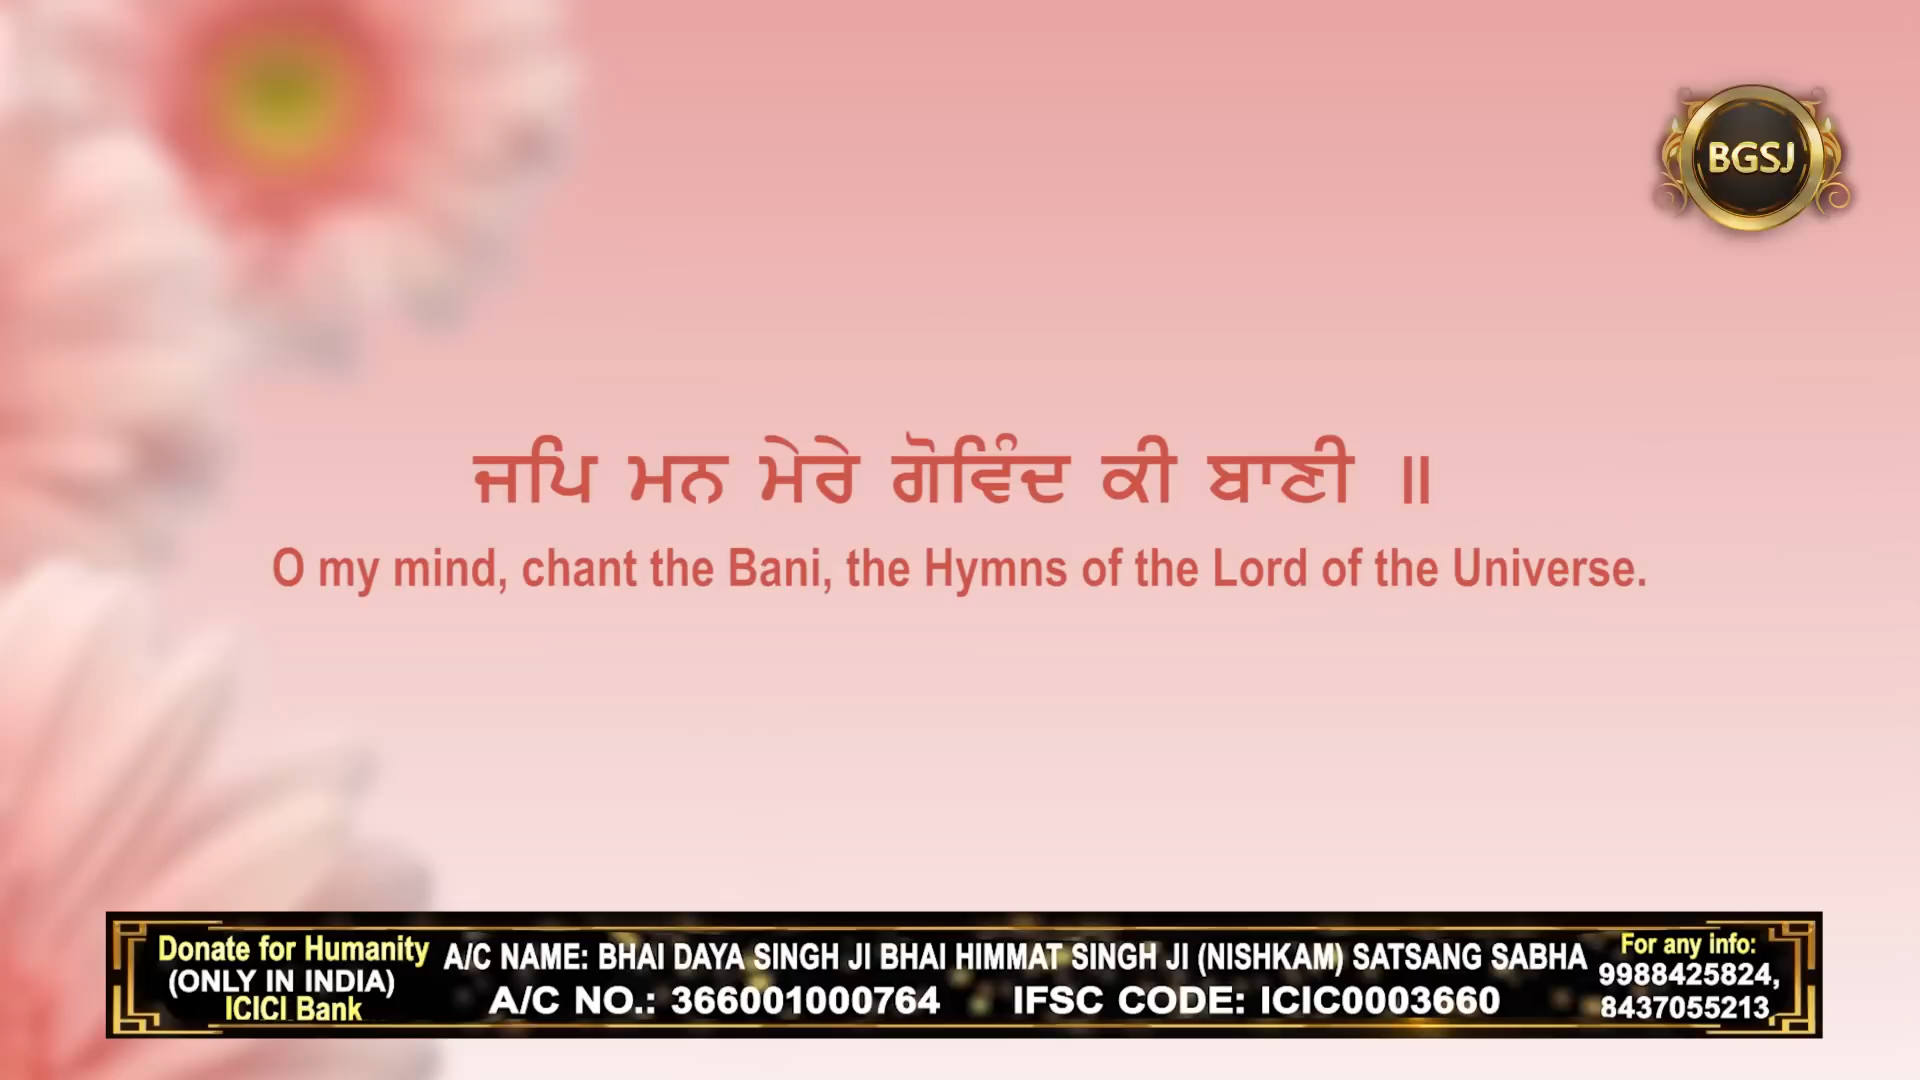 BGSJ
ਜਪਿ ਮਨ ਮੇਰੇ ਗੋਵਿੰਦ ਕੀ ਬਾਣੀ ॥
O my mind, chant the Bani, the Hymns of the Lord of the Universe.
Donate for Humanity
(ONLY IN INDIA)
ICICI Bank
A/C NAME: BHAI DAYA SINGH JI BHAI HIMMAT SINGH JI (NISHKAM) SATSANG SABHA
A/C NO.: 366001000764 IFSC CODE: ICIC0003660
For any info:
9988425824,
8437055213,